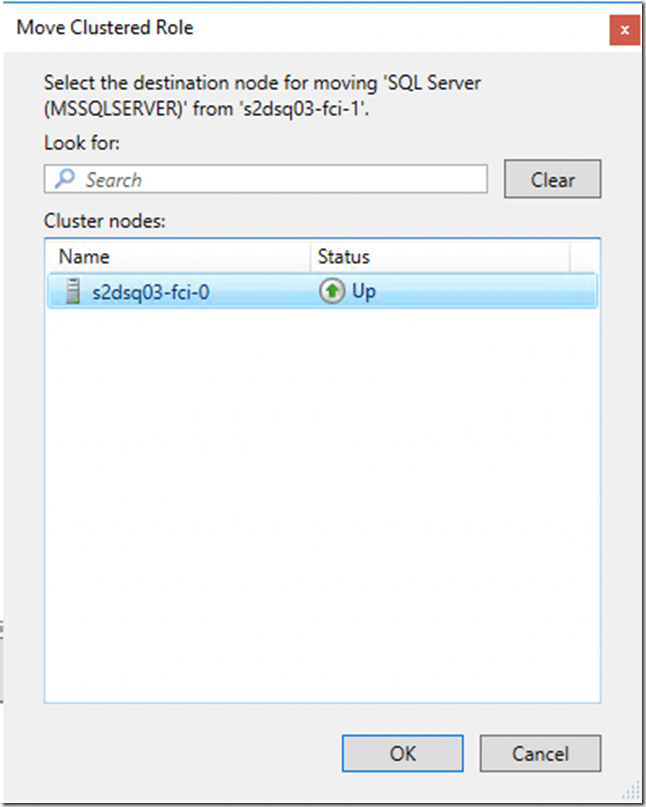 Move Clustered Role
x
Select the destination node for moving 'SQL Server
(MSSQLSERVER)' from 's2dsq03-fci-1'.
Look for:
Search
Clear
Cluster nodes:
Name Status
s2dsq03-fci-0 Up
OK Cancel